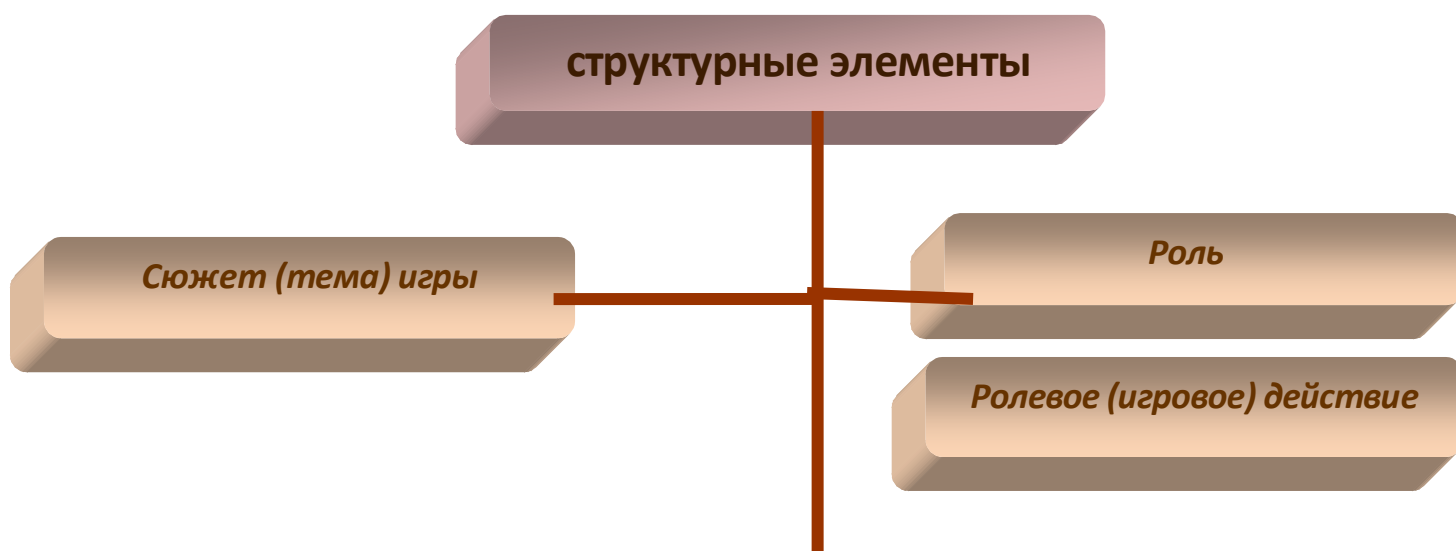 структурные элементы
Сюжет (тема) игры
Роль
Ролевое (игровое) действие